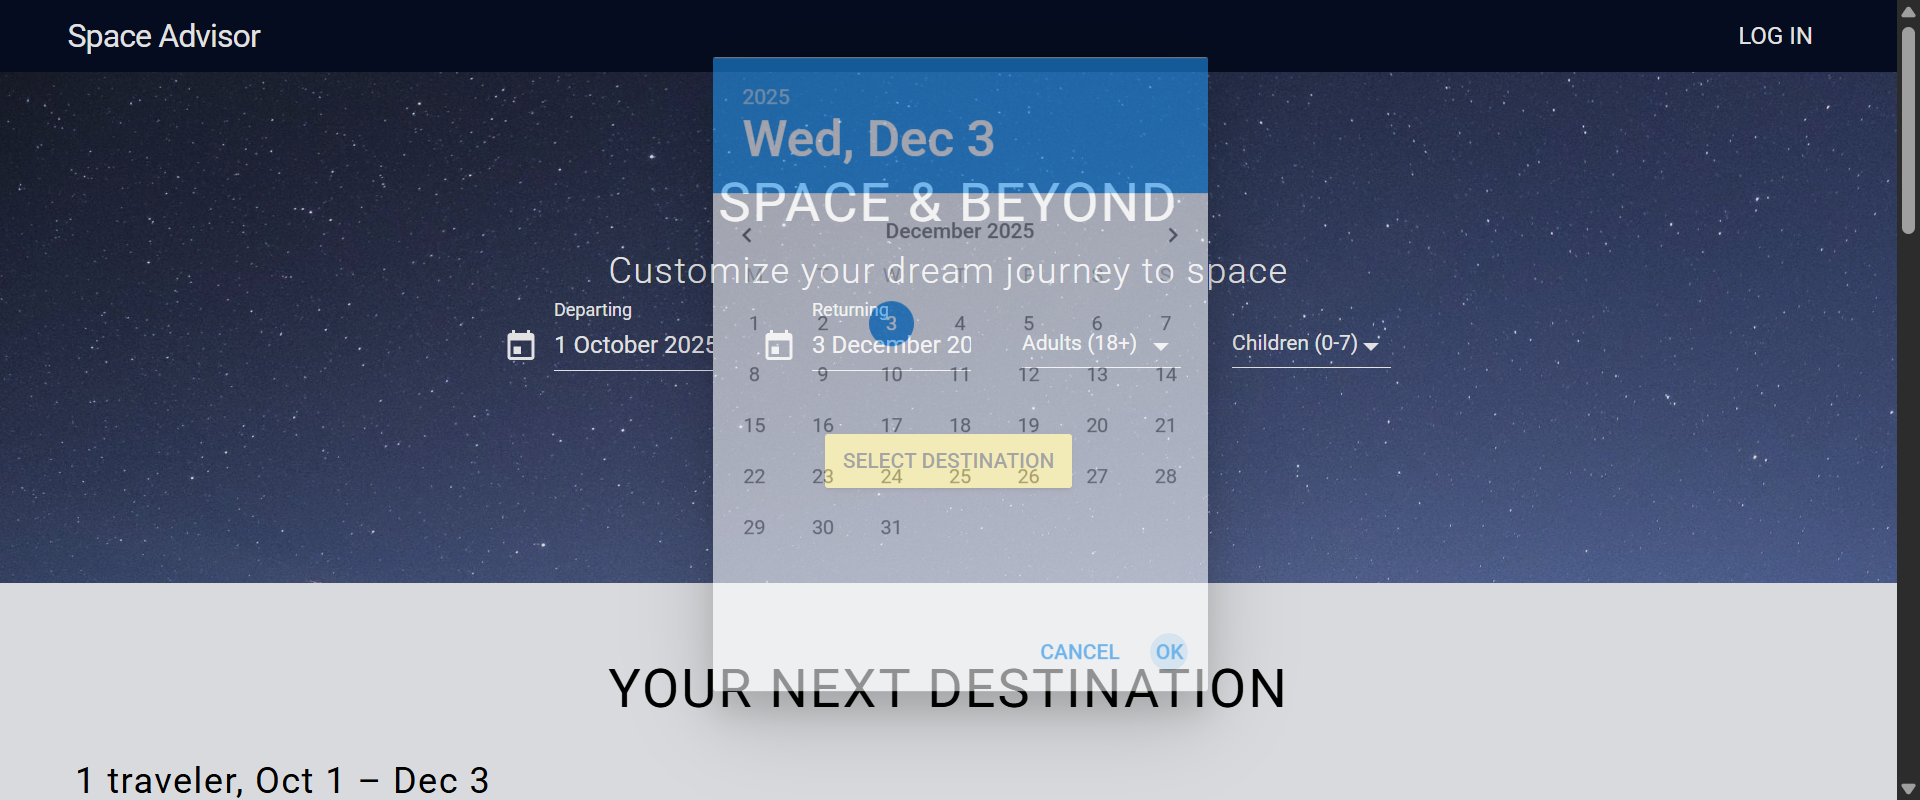 Space Advisor
LOG IN
2025
Wed, Dec 3
SPACE & BEYOND
December 2025
Customize your dream journey to space
Departing
Returning
1 October 2025
3 December 20
Adults (18+)
Children (0-7)
1 2 3 4 5 6 7
8 9 10 11 12 13 14
15 16 17 18 19 20 21
SELECT DESTINATION
22 23 24 25 26 27 28
29 30 31
CANCEL OK
YOUR NEXT DESTINATION
1 traveler, Oct 1 – Dec 3